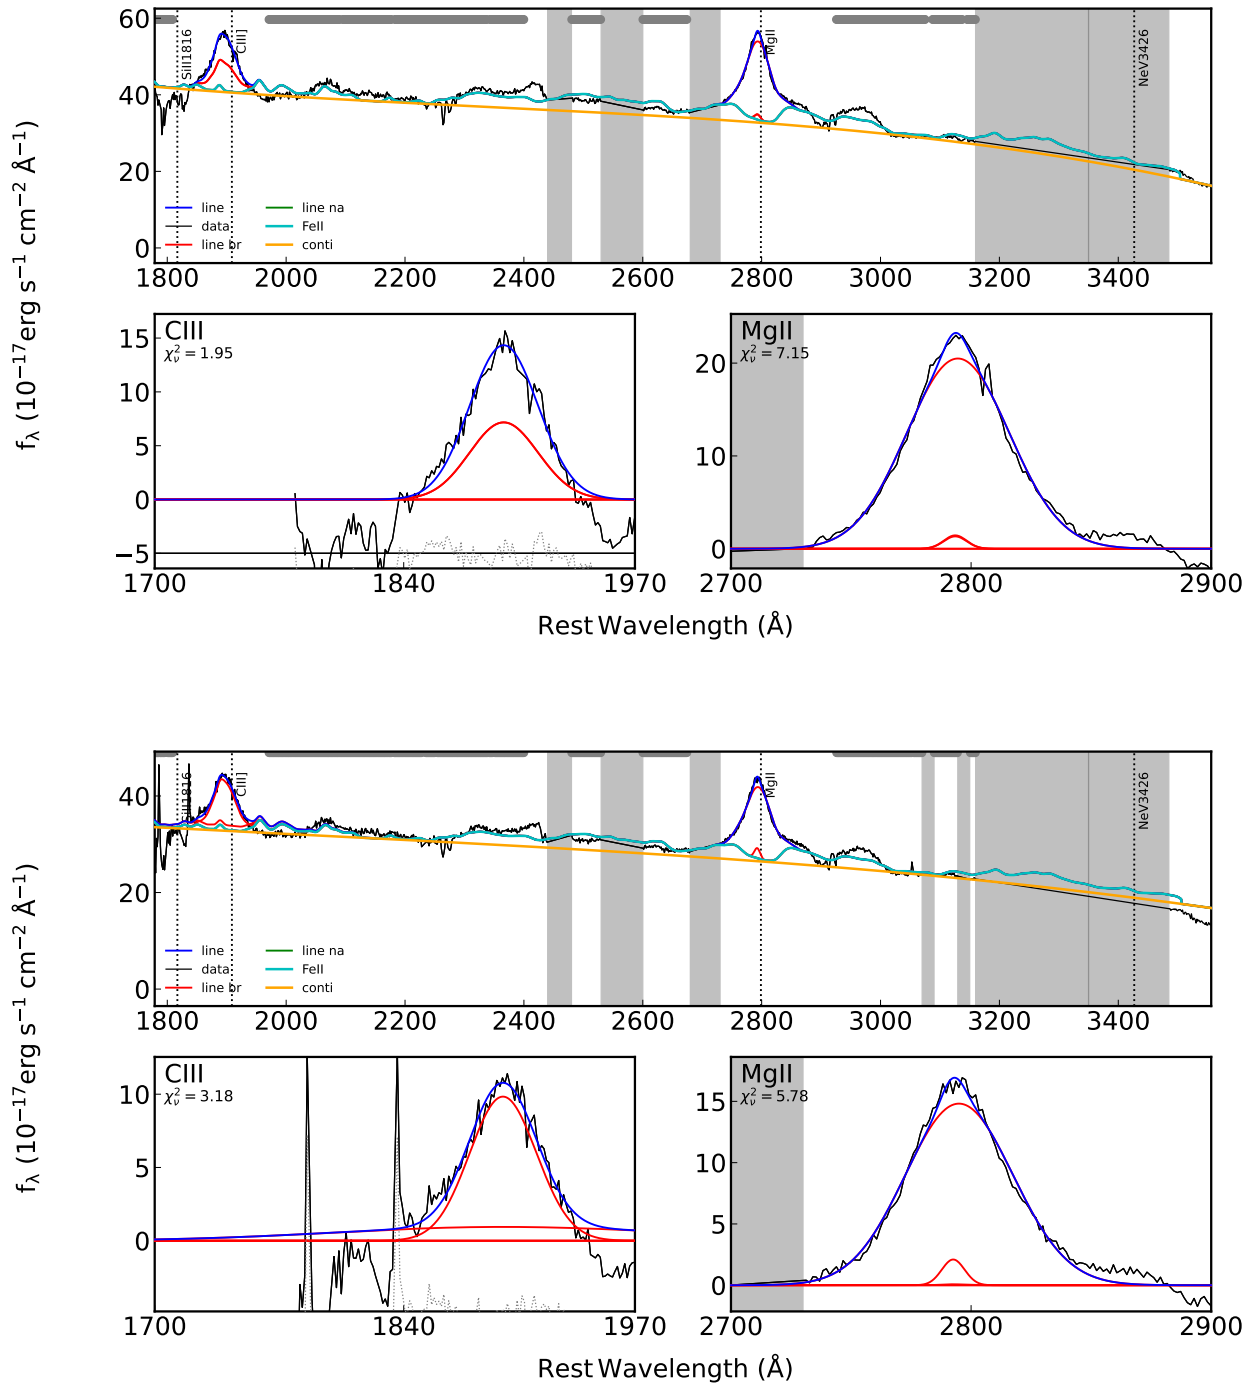 60
40
20
0
SiII1816
CIII]
MgII
NeV3426
line
data
line br
line na
FeII
conti
1800 2000 2200 2400 2600 2800 3000 3200 3400
f_λ (10⁻¹⁷erg s⁻¹ cm⁻² Å⁻¹)
CIII
χ²_ν = 1.95
15
10
5
0
−5
1700 1840 1970
MgII
χ²_ν = 7.15
20
10
0
2700 2800 2900
Rest Wavelength (Å)
40
20
0
SiII1816
CIII]
MgII
NeV3426
line
data
line br
line na
FeII
conti
1800 2000 2200 2400 2600 2800 3000 3200 3400
f_λ (10⁻¹⁷erg s⁻¹ cm⁻² Å⁻¹)
CIII
χ²_ν = 3.18
10
5
0
1700 1840 1970
MgII
χ²_ν = 5.78
15
10
5
0
2700 2800 2900
Rest Wavelength (Å)